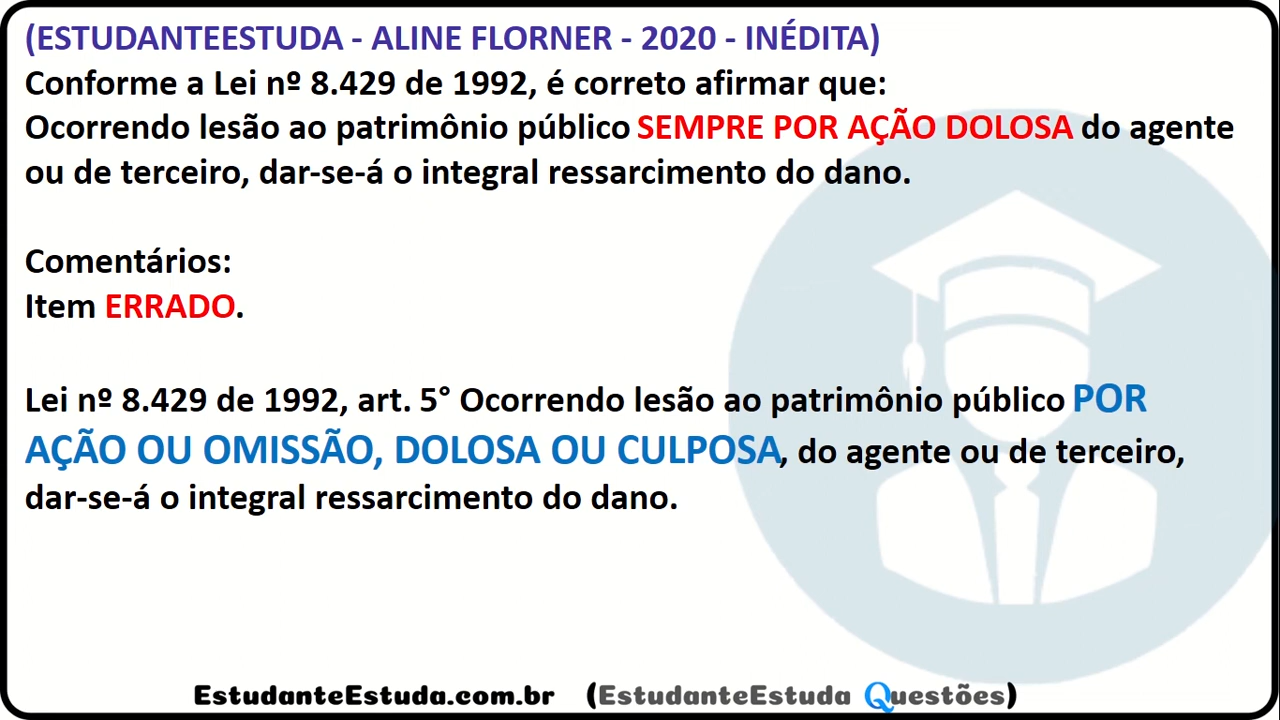 (ESTUDANTEESTUDA - ALINE FLORNER - 2020 - INÉDITA)
Conforme a Lei nº 8.429 de 1992, é correto afirmar que:
Ocorrendo lesão ao patrimônio público SEMPRE POR AÇÃO DOLOSA do agente
ou de terceiro, dar-se-á o integral ressarcimento do dano.
Comentários:
Item ERRADO.
Lei nº 8.429 de 1992, art. 5° Ocorrendo lesão ao patrimônio público POR
AÇÃO OU OMISSÃO, DOLOSA OU CULPOSA, do agente ou de terceiro,
dar-se-á o integral ressarcimento do dano.
EstudanteEstuda.com.br (EstudanteEstuda Questões)